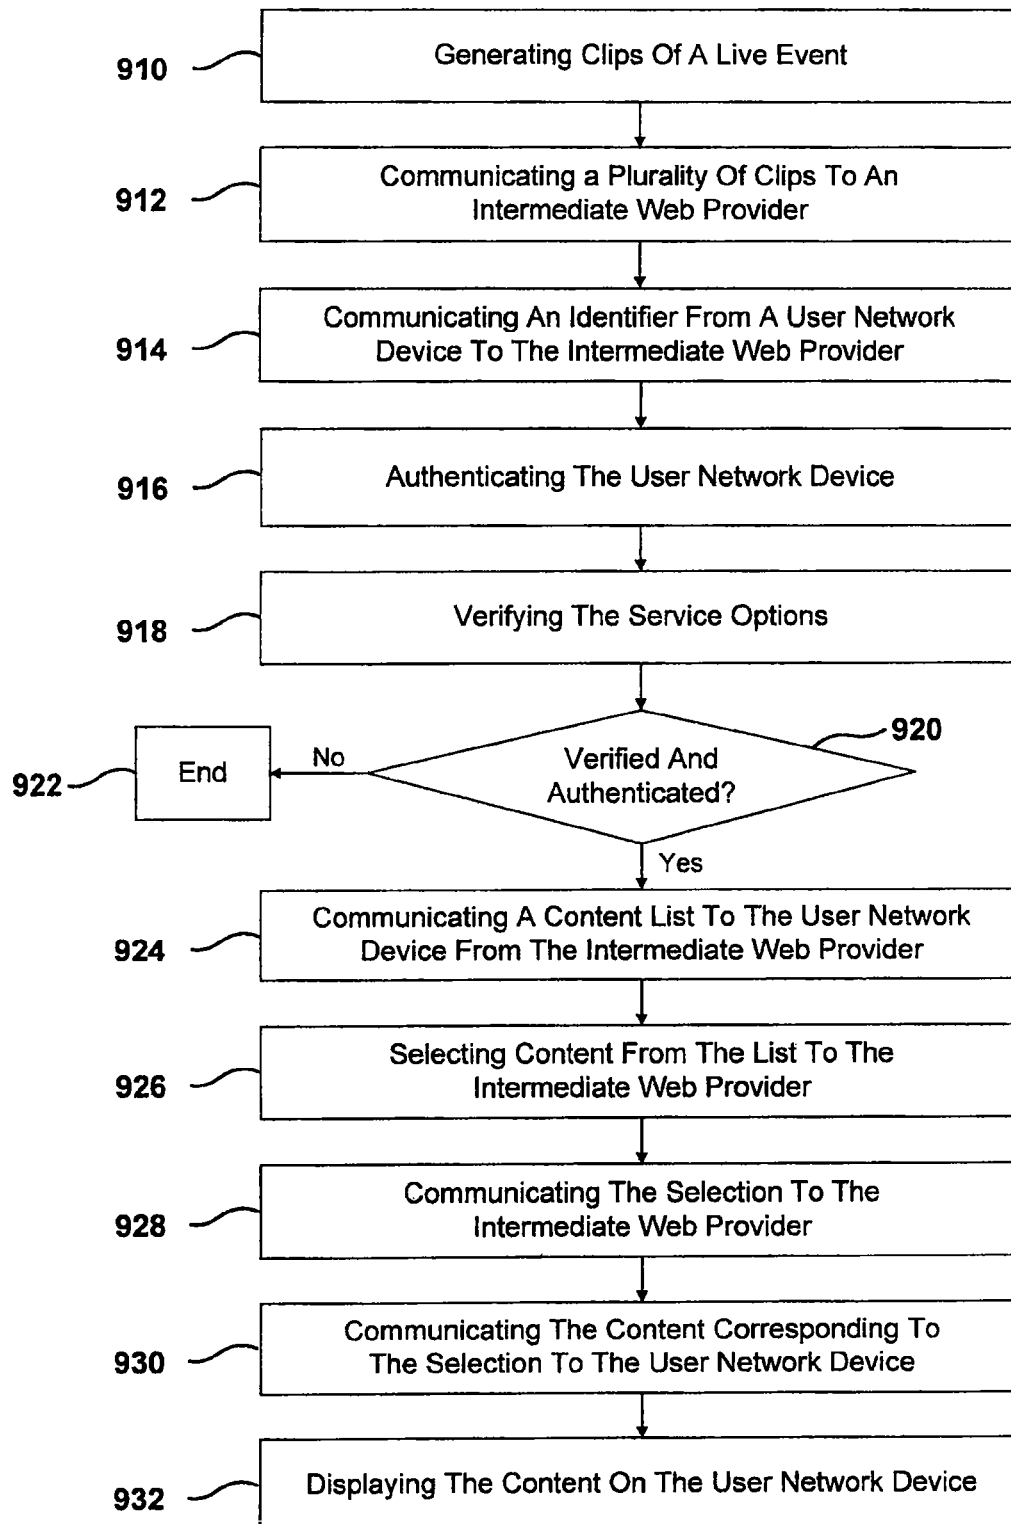 910
Generating Clips Of A Live Event
912
Communicating a Plurality Of Clips To An
Intermediate Web Provider
914
Communicating An Identifier From A User Network
Device To The Intermediate Web Provider
916
Authenticating The User Network Device
918
Verifying The Service Options
920
Verified And
Authenticated?
No
End
922
Yes
924
Communicating A Content List To The User Network
Device From The Intermediate Web Provider
926
Selecting Content From The List To The
Intermediate Web Provider
928
Communicating The Selection To The
Intermediate Web Provider
930
Communicating The Content Corresponding To
The Selection To The User Network Device
932
Displaying The Content On The User Network Device